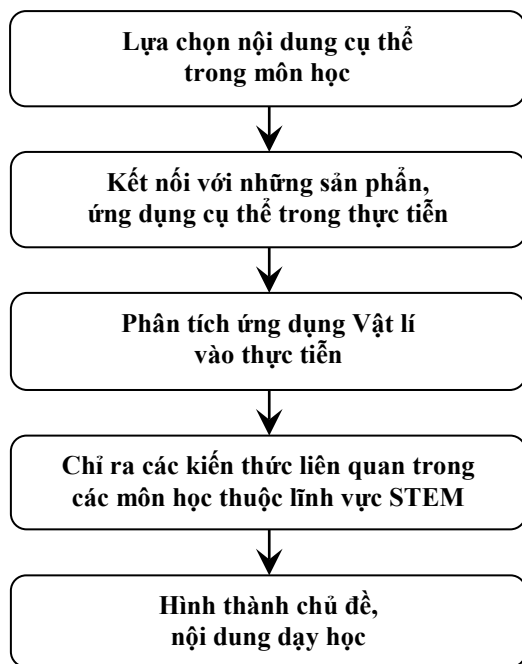 Lựa chọn nội dung cụ thể
trong môn học
Kết nối với những sản phẩm,
ứng dụng cụ thể trong thực tiễn
Phân tích ứng dụng Vật lí
vào thực tiễn
Chỉ ra các kiến thức liên quan trong
các môn học thuộc lĩnh vực STEM
Hình thành chủ đề,
nội dung dạy học